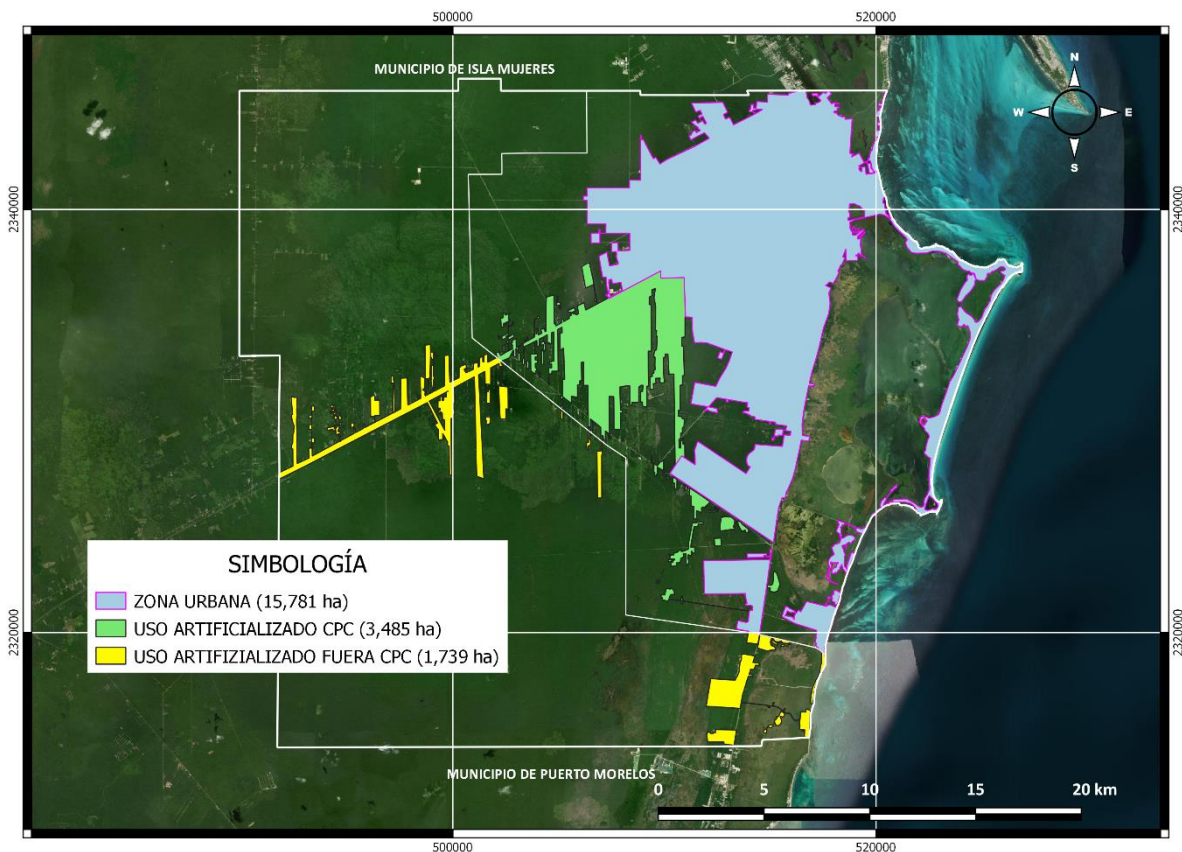 500000
520000
MUNICIPIO DE ISLA MUJERES
N
W
E
S
2340000
2340000
SIMBOLOGÍA
ZONA URBANA (15,781 ha)
USO ARTIFICIALIZADO CPC (3,485 ha)
USO ARTIFIZIALIZADO FUERA CPC (1,739 ha)
2320000
2320000
MUNICIPIO DE PUERTO MORELOS
0
5
10
15
20 km
500000
520000